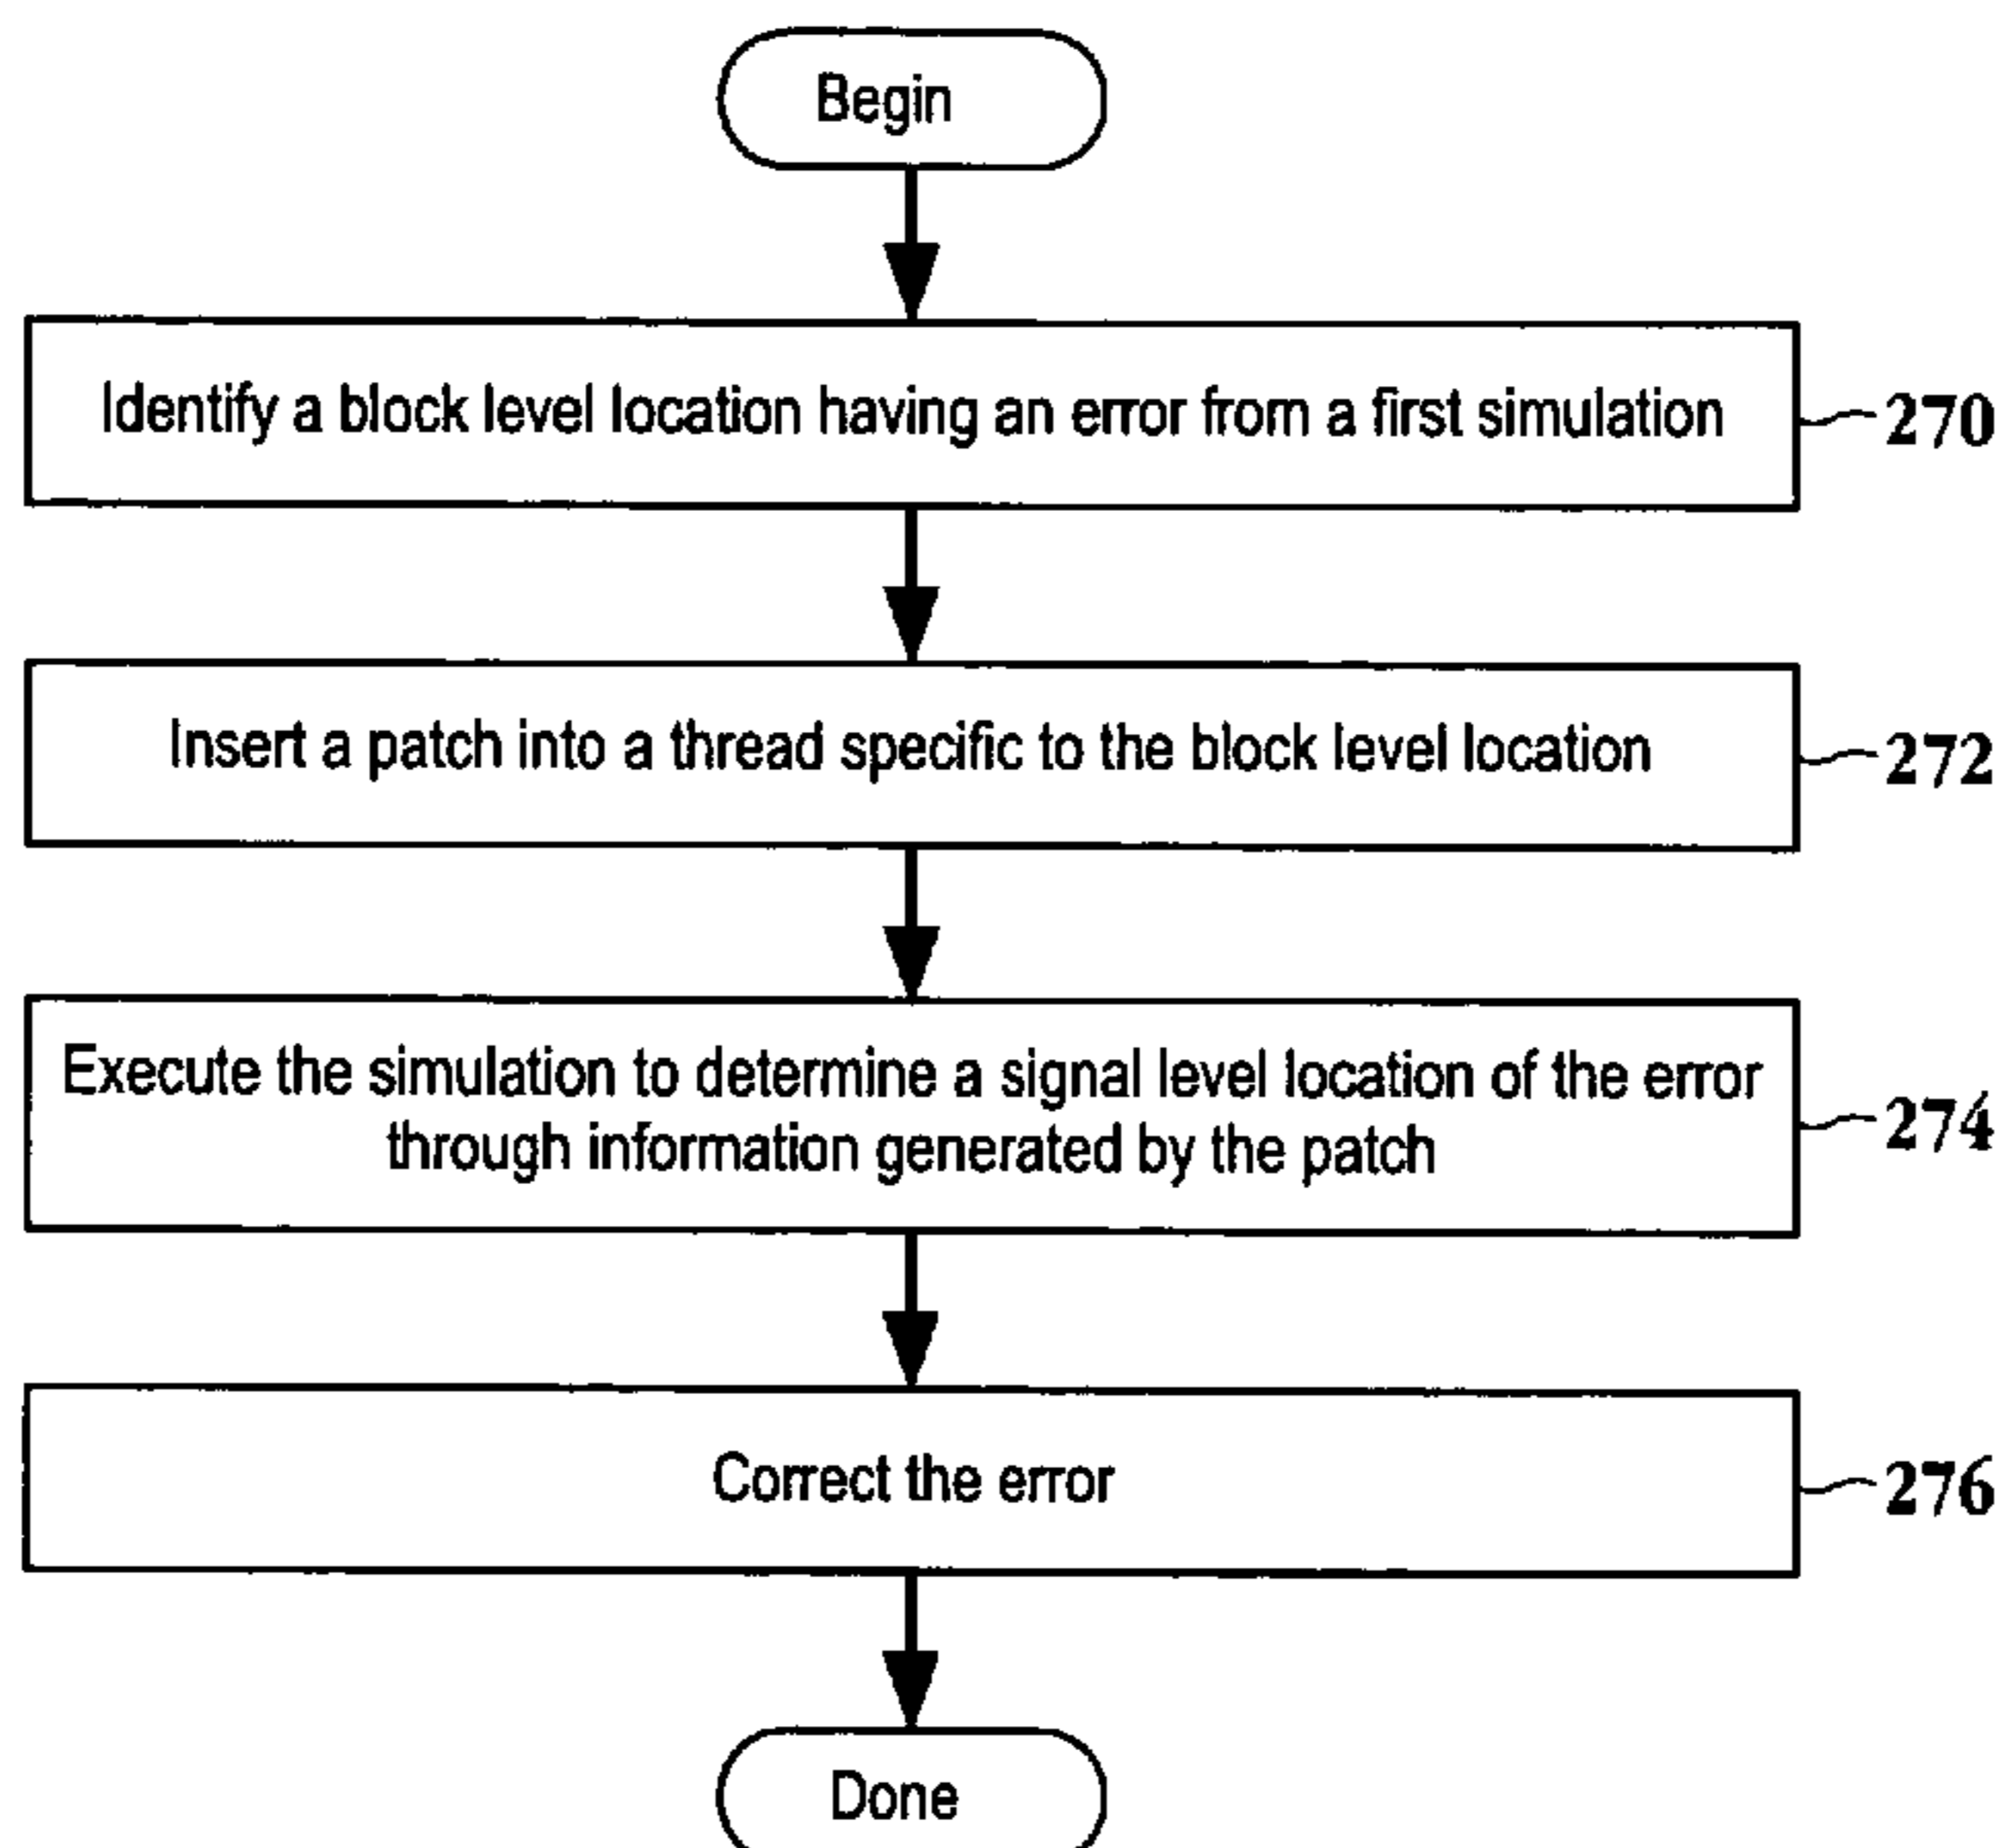 Begin
Identify a block level location having an error from a first simulation
270
Insert a patch into a thread specific to the block level location
272
Execute the simulation to determine a signal level location of the error
through information generated by the patch
274
Correct the error
276
Done